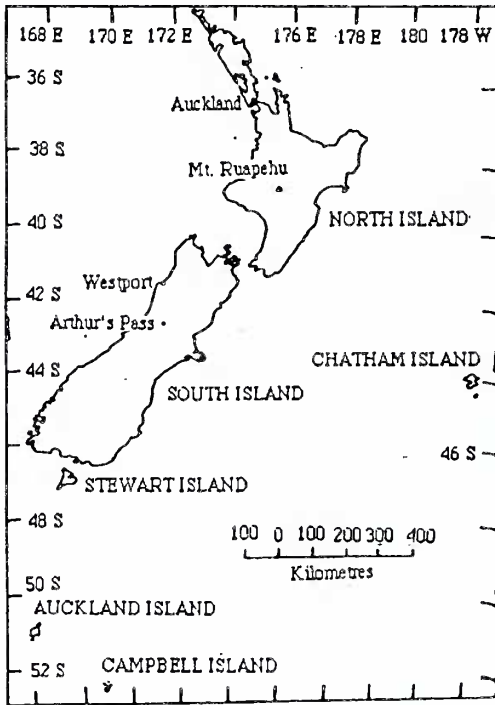 168 E 170 E 172 E 176 E 178 E 180 178 W
36 S
Auckland
38 S
Mt. Ruapehu
40 S
NORTH ISLAND
Westport
42 S
Arthur's Pass
CHATHAM ISLAND
44 S
SOUTH ISLAND
46 S
STEWART ISLAND
48 S
100 0 100 200 300 400
Kilometres
50 S
AUCKLAND ISLAND
CAMPBELL ISLAND
52 S